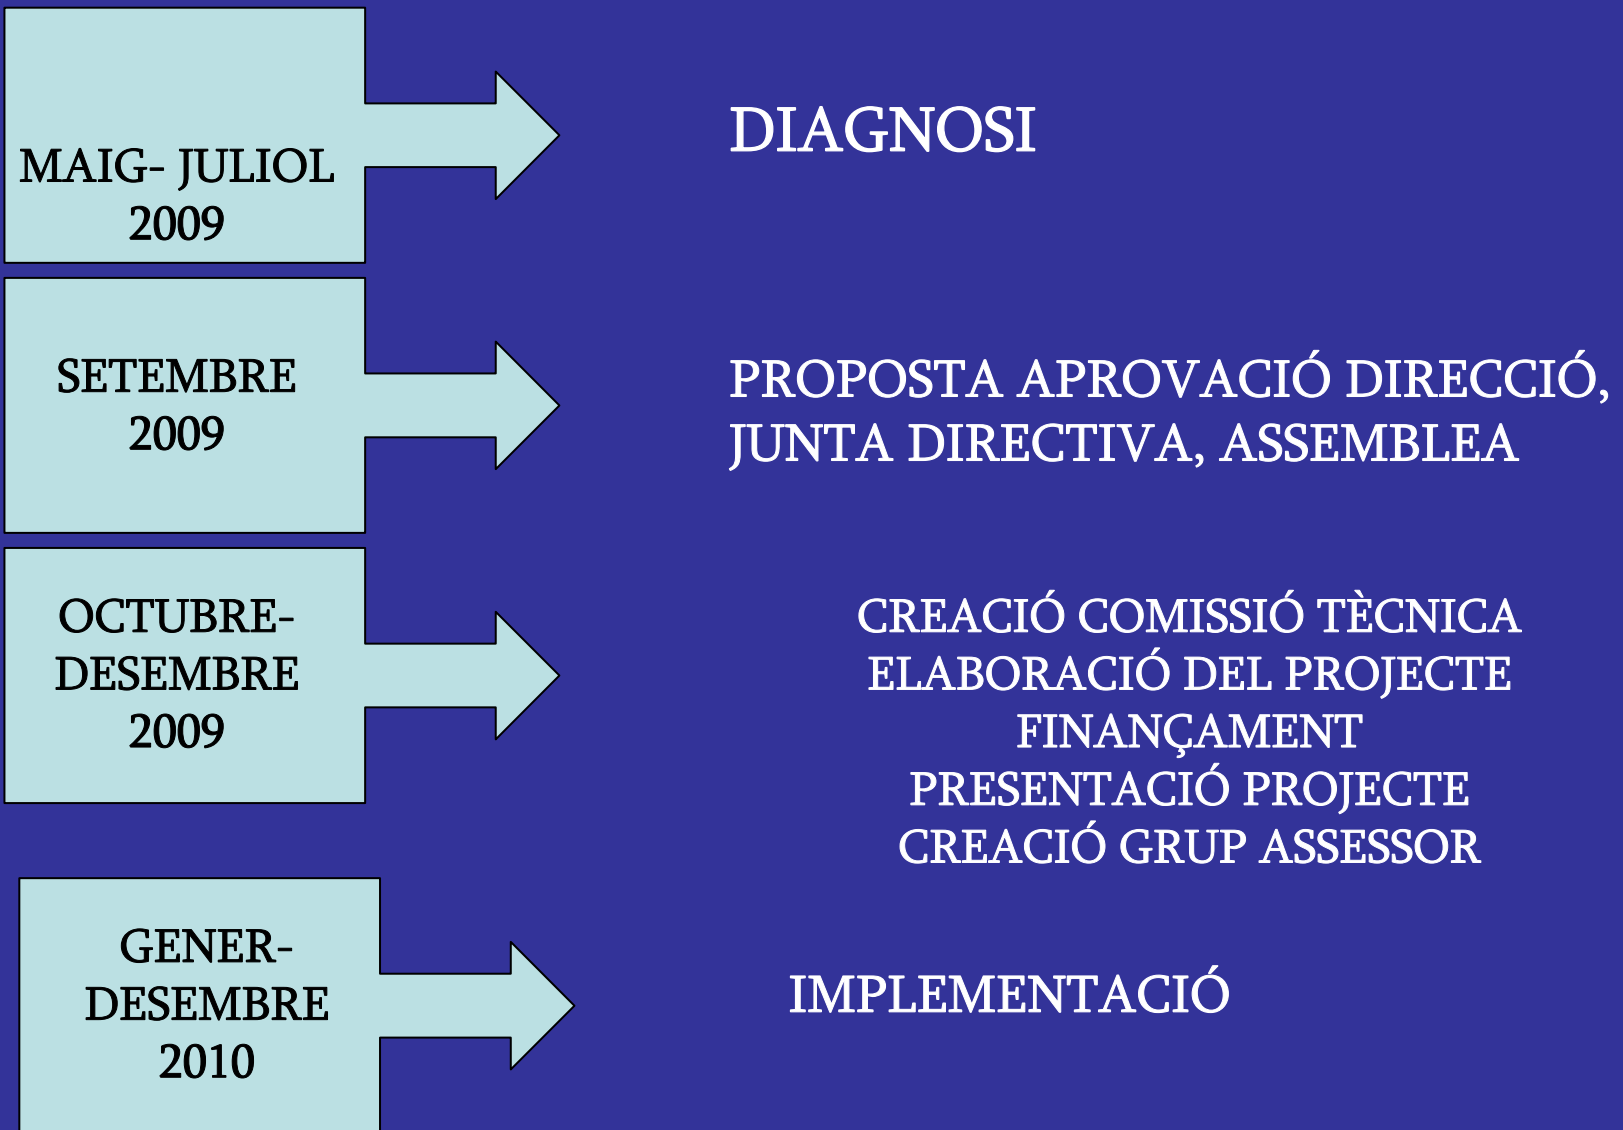 MAIG- JULIOL
2009
DIAGNOSI
SETEMBRE
2009
PROPOSTA APROVACIÓ DIRECCIÓ,
JUNTA DIRECTIVA, ASSEMBLEA
OCTUBRE-
DESEMBRE
2009
CREACIÓ COMISSIÓ TÈCNICA
ELABORACIÓ DEL PROJECTE
FINANÇAMENT
PRESENTACIÓ PROJECTE
CREACIÓ GRUP ASSESSOR
GENER-
DESEMBRE
2010
IMPLEMENTACIÓ